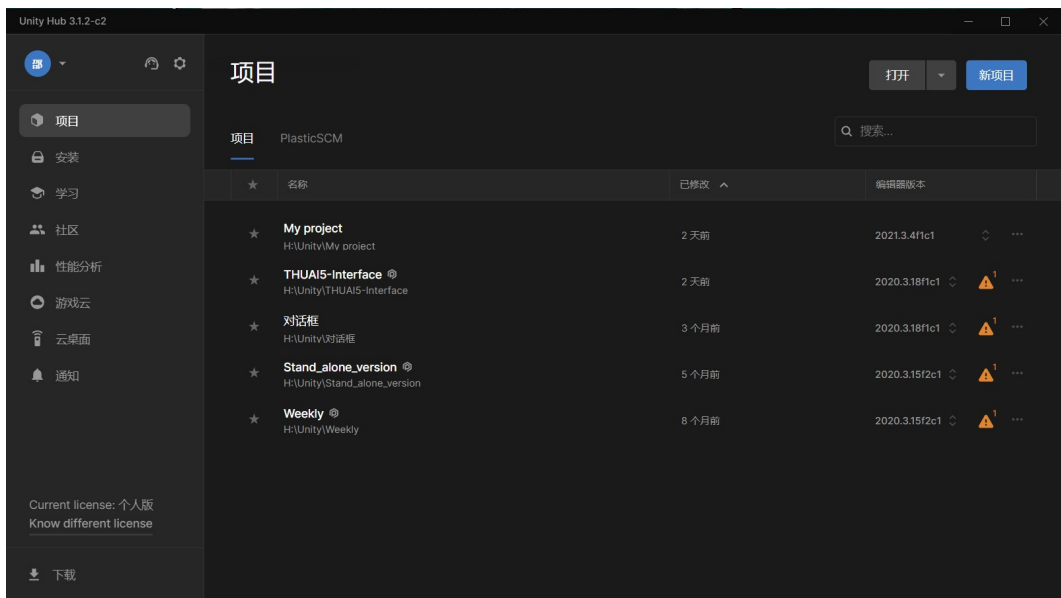 Unity Hub 3.1.2-c2
邵
项目
打开
新项目
项目
安装
学习
社区
性能分析
游戏云
云桌面
通知
Current license: 个人版
Know different license
下载
项目
PlasticSCM
搜索...
名称
已修改
编辑器版本
My project
H:\Unity\My project
2 天前
2021.3.4f1c1
THUAI5-Interface
H:\Unity\THUAI5-Interface
2 天前
2020.3.18f1c1
1
对话框
H:\Unity\对话框
3 个月前
2020.3.18f1c1
1
Stand_alone_version
H:\Unity\Stand_alone_version
5 个月前
2020.3.15f2c1
1
Weekly
H:\Unity\Weekly
8 个月前
2020.3.15f2c1
1